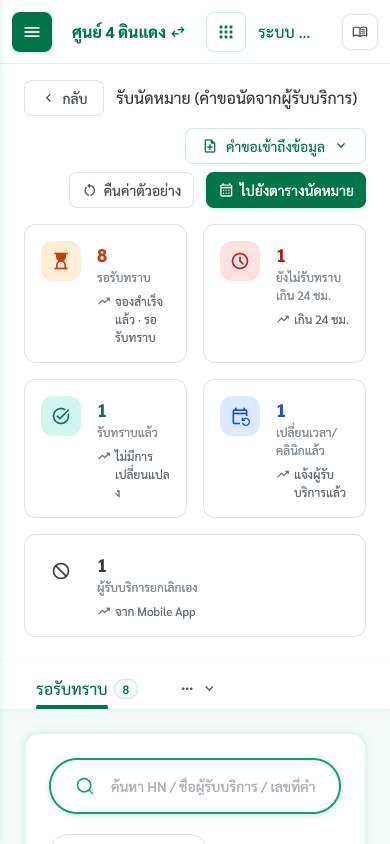 ศูนย์ 4 ดินแดง
ระบบ ...
กลับ
รับนัดหมาย (คำขอนัดจากผู้รับบริการ)
คำขอเข้าถึงข้อมูล
คืนค่าตัวอย่าง
ไปยังตารางนัดหมาย
8
รอรับทราบ
จองสำเร็จ
แล้ว · รอ
รับทราบ
1
ยังไม่รับทราบ
เกิน 24 ชม.
เกิน 24 ชม.
1
รับทราบแล้ว
ไม่มีการ
เปลี่ยนแปล
ง
1
เปลี่ยนเวลา/
คลินิกแล้ว
แจ้งผู้รับ
บริการแล้ว
1
ผู้รับบริการยกเลิกเอง
จาก Mobile App
รอรับทราบ 8
ค้นหา HN / ชื่อผู้รับบริการ / เลขที่คำ